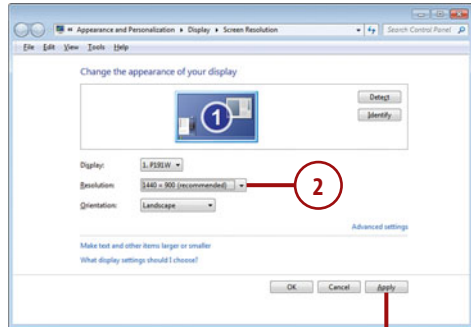 Appearance and Personalization ▸ Display ▸ Screen Resolution Search Control Panel
File Edit View Tools Help
Change the appearance of your display
1
Detect
Identify
Display: 1. P191W
Resolution: 1440 × 900 (recommended) 2
Orientation: Landscape
Advanced settings
Make text and other items larger or smaller
What display settings should I choose?
OK Cancel Apply